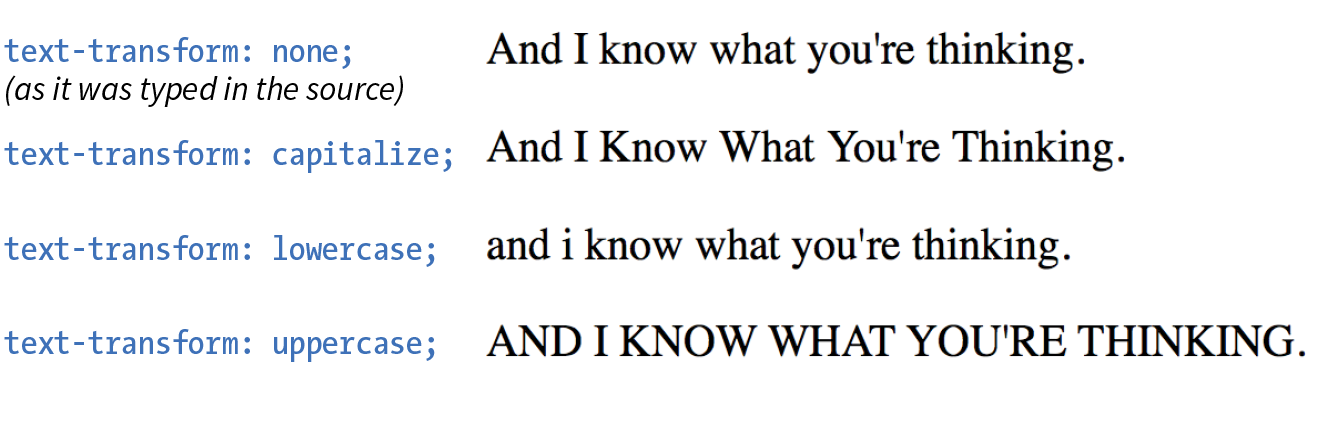 text-transform: none; And I know what you're thinking.
(as it was typed in the source)
text-transform: capitalize; And I Know What You're Thinking.
text-transform: lowercase; and i know what you're thinking.
text-transform: uppercase; AND I KNOW WHAT YOU'RE THINKING.